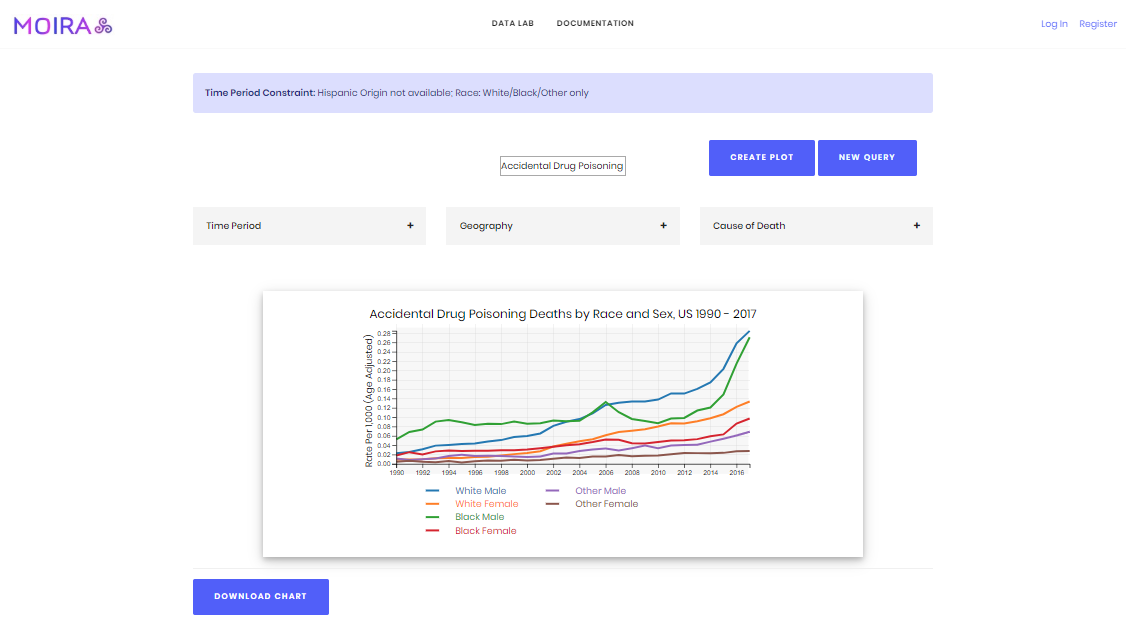 MOIRA
DATA LAB DOCUMENTATION
Log In Register
Time Period Constraint: Hispanic Origin not available; Race: White/Black/Other only
Accidental Drug Poisoning
CREATE PLOT NEW QUERY
Time Period +
Geography +
Cause of Death +
Accidental Drug Poisoning Deaths by Race and Sex, US 1990 - 2017
Rate Per 1,000 (Age Adjusted)
0.28
0.26
0.24
0.22
0.20
0.18
0.16
0.14
0.12
0.10
0.08
0.06
0.04
0.02
0.00
1990 1992 1994 1996 1998 2000 2002 2004 2006 2008 2010 2012 2014 2016
White Male
White Female
Black Male
Black Female
Other Male
Other Female
DOWNLOAD CHART